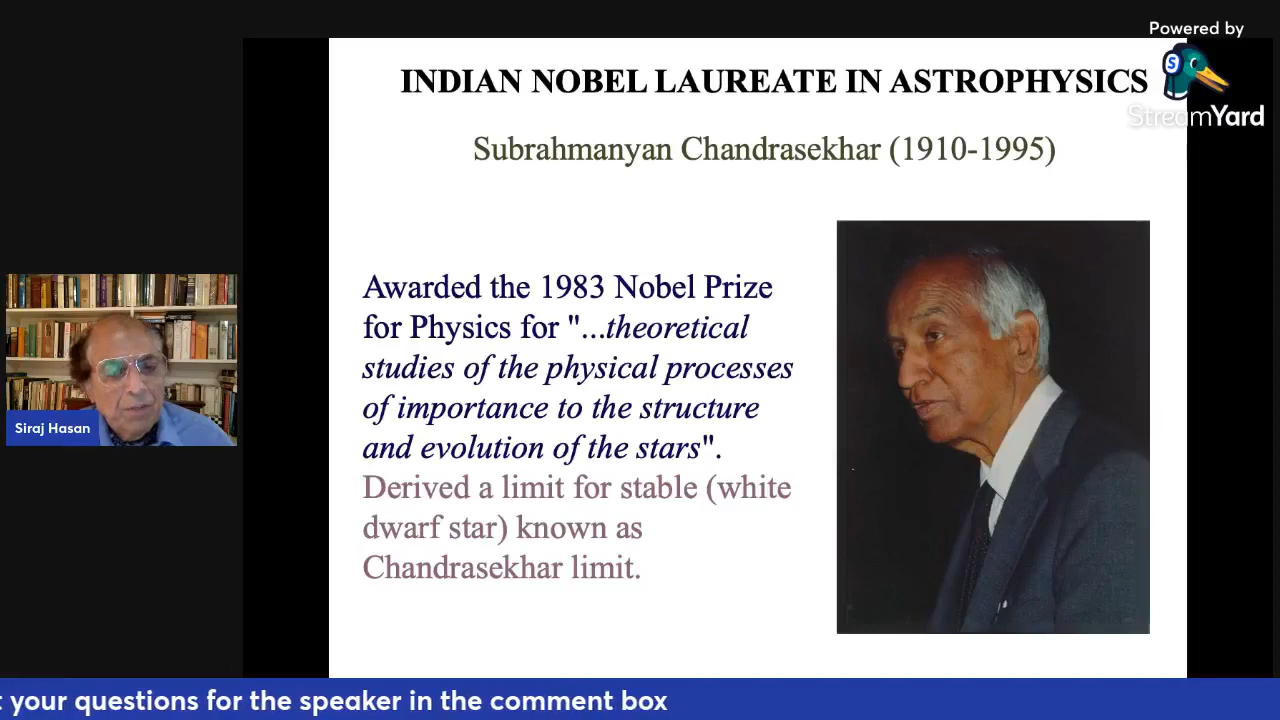 Powered by
StreamYard
INDIAN NOBEL LAUREATE IN ASTROPHYSICS
Subrahmanyan Chandrasekhar (1910-1995)
Awarded the 1983 Nobel Prize
for Physics for "...theoretical
studies of the physical processes
of importance to the structure
and evolution of the stars".
Derived a limit for stable (white
dwarf star) known as
Chandrasekhar limit.
Siraj Hasan
your questions for the speaker in the comment box